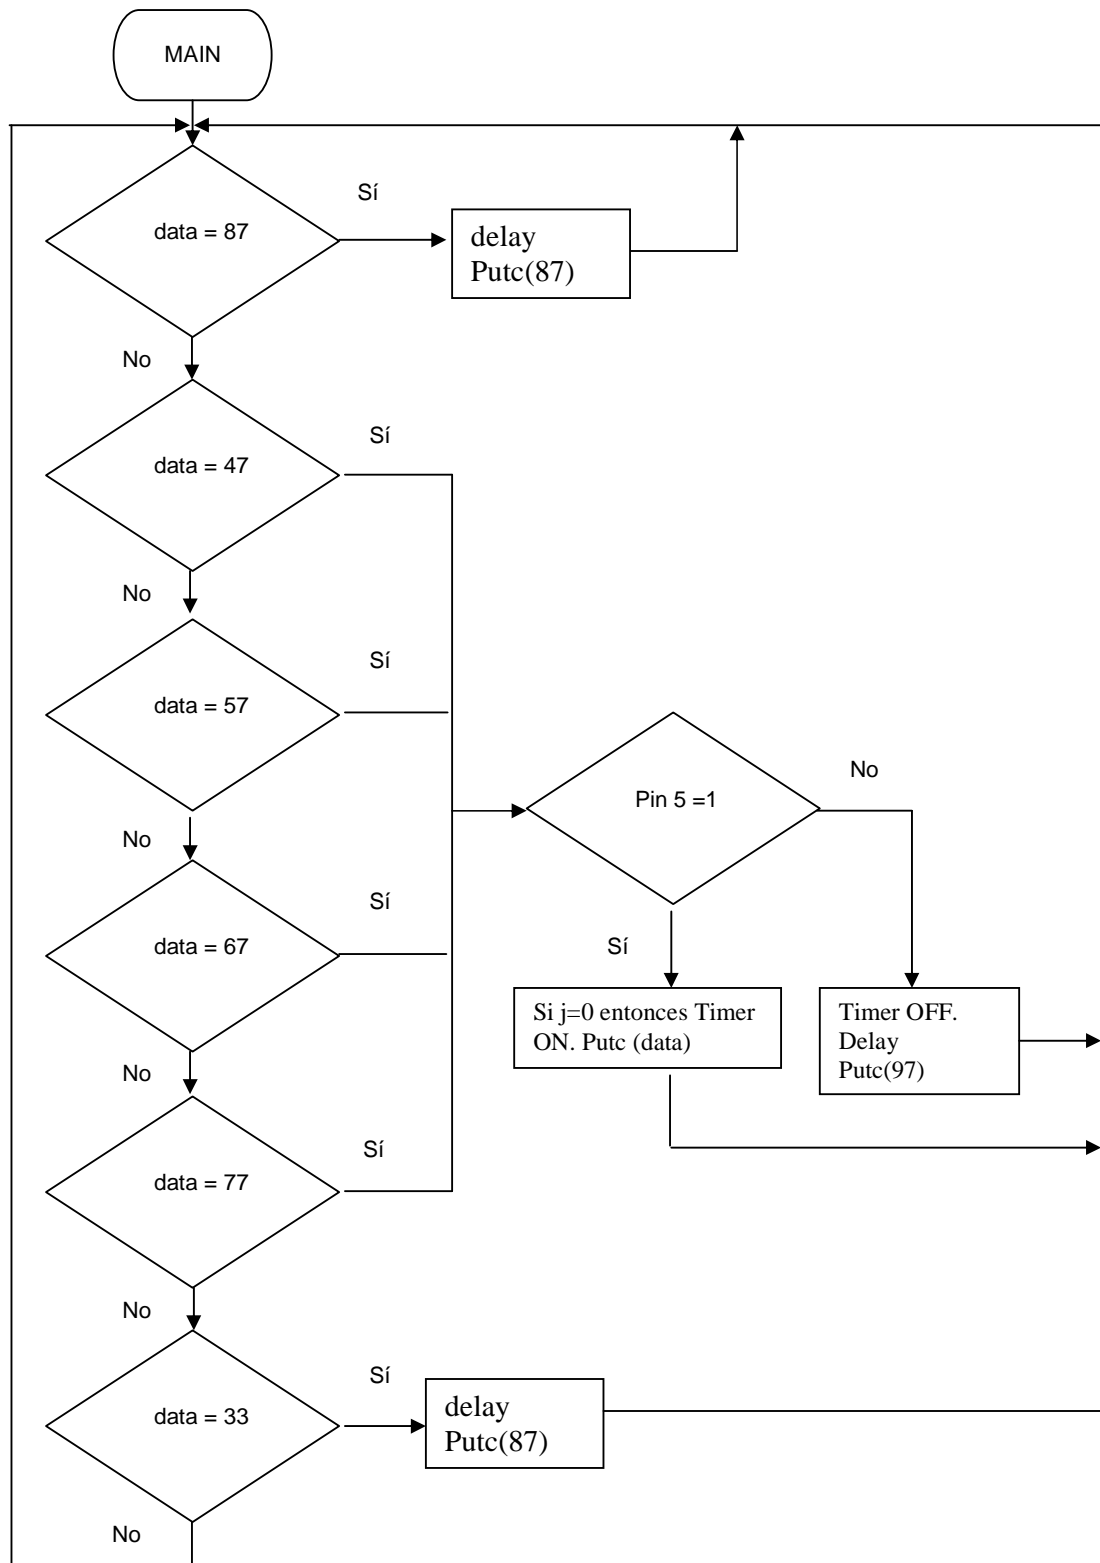 MAIN
Sí
data = 87
delay
Putc(87)
No
Sí
data = 47
No
Sí
data = 57
No
Pin 5 =1
No
Sí
data = 67
Sí
Si j=0 entonces Timer
ON. Putc (data)
Timer OFF.
Delay
Putc(97)
No
Sí
data = 77
No
Sí
data = 33
delay
Putc(87)
No